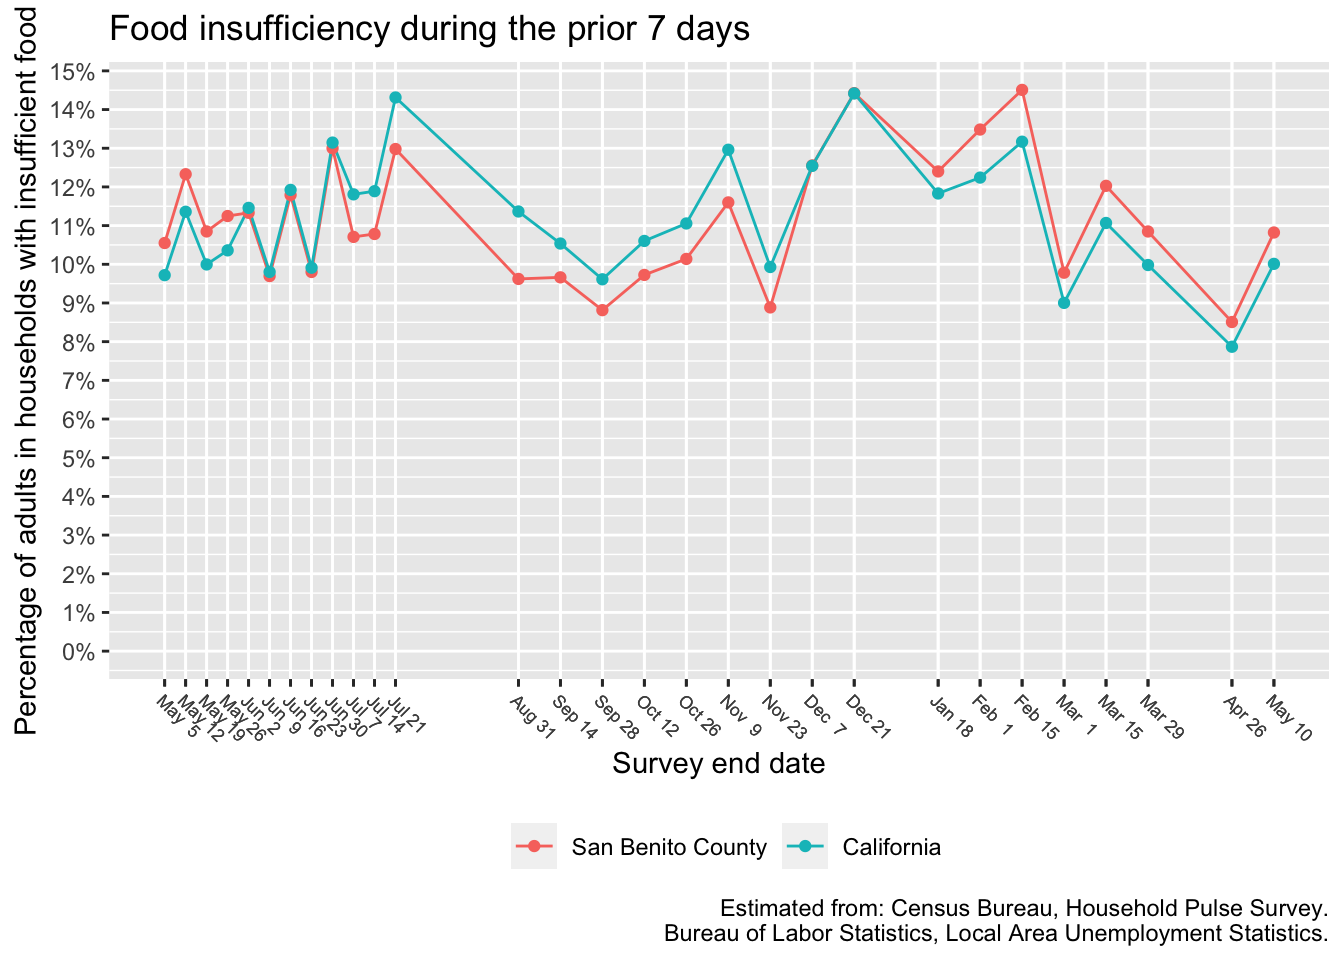 Food insufficiency during the prior 7 days
Percentage of adults in households with insufficient food
15%
14%
13%
12%
11%
10%
9%
8%
7%
6%
5%
4%
3%
2%
1%
0%
May 5
May 12
May 19
May 26
Jun 2
Jun 9
Jun 16
Jun 23
Jun 30
Jul 7
Jul 14
Jul 21
Aug 31
Sep 14
Sep 28
Oct 12
Oct 26
Nov 9
Nov 23
Dec 7
Dec 21
Jan 18
Feb 1
Feb 15
Mar 1
Mar 15
Mar 29
Apr 26
May 10
Survey end date
San Benito County
California
Estimated from: Census Bureau, Household Pulse Survey.
Bureau of Labor Statistics, Local Area Unemployment Statistics.